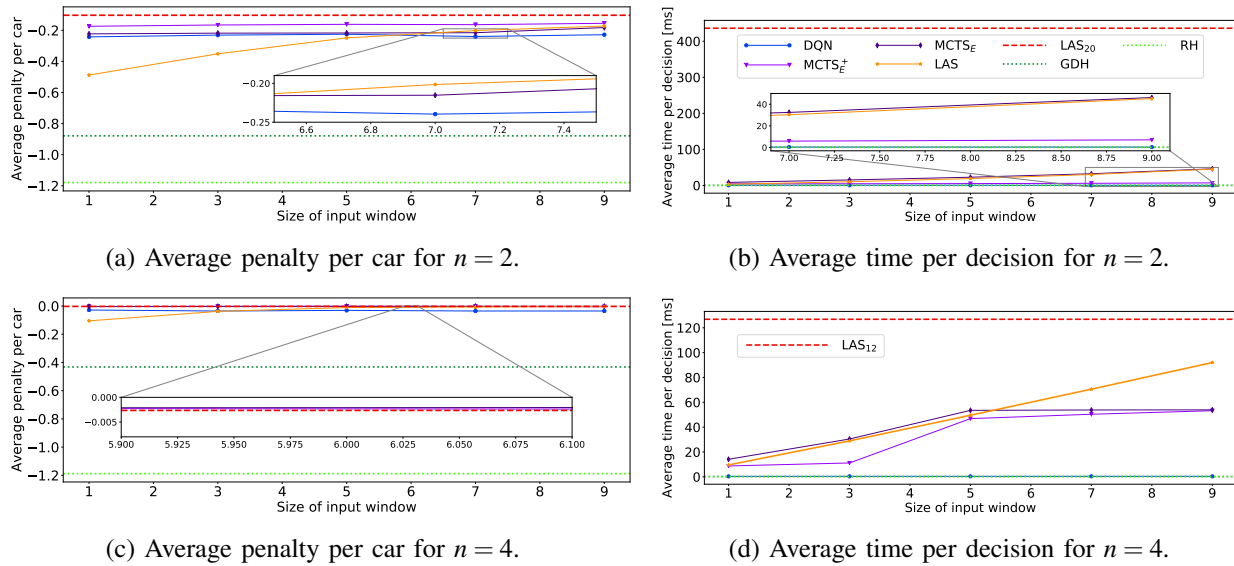 Average penalty per car
−0.2
−0.4
−0.6
−0.8
−1.0
−1.2
−0.20
−0.25
6.6 6.8 7.0 7.2 7.4
1 2 3 4 5 6 7 8 9
Size of input window
(a) Average penalty per car for n = 2.
Average time per decision [ms]
400
300
200
100
0
DQN MCTS_E LAS_20 RH
MCTS_E^+ LAS GDH
40
20
0
7.00 7.25 7.50 7.75 8.00 8.25 8.50 8.75 9.00
1 2 3 4 5 6 7 8 9
Size of input window
(b) Average time per decision for n = 2.
Average penalty per car
0.0
−0.2
−0.4
−0.6
−0.8
−1.0
−1.2
0.000
−0.005
5.900 5.925 5.950 5.975 6.000 6.025 6.050 6.075 6.100
1 2 3 4 5 6 7 8 9
Size of input window
(c) Average penalty per car for n = 4.
Average time per decision [ms]
120
100
80
60
40
20
0
LAS_12
1 2 3 4 5 6 7 8 9
Size of input window
(d) Average time per decision for n = 4.